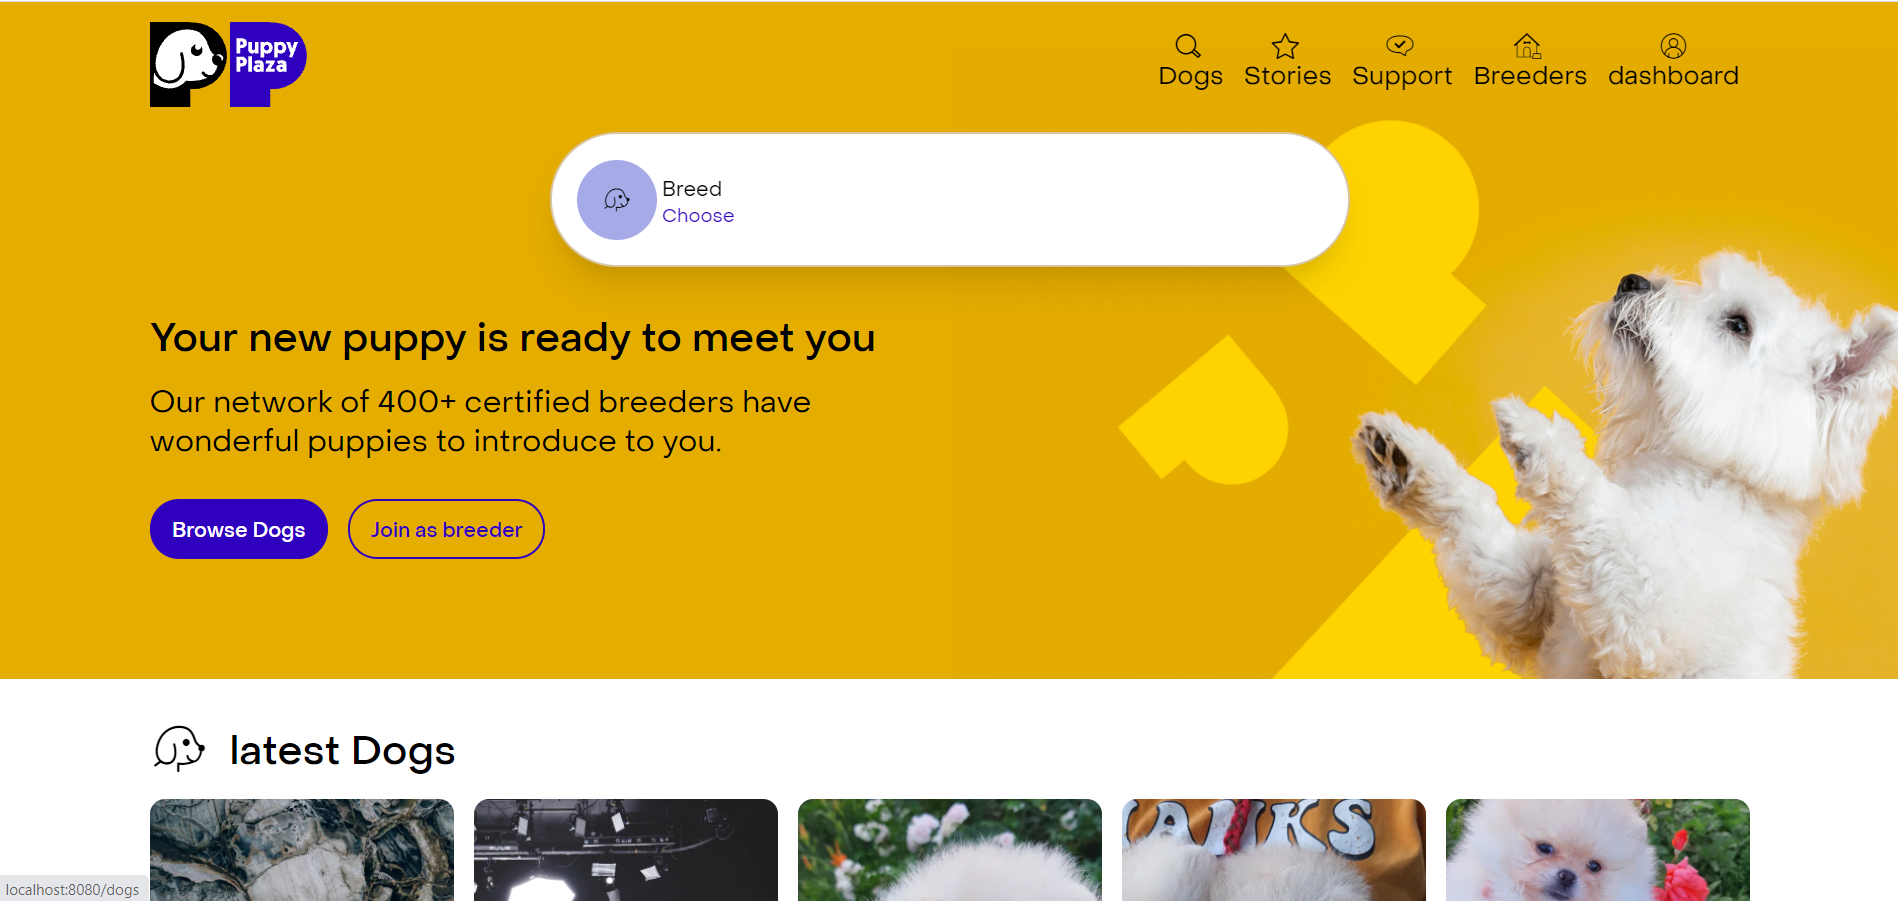 Puppy
Plaza
Dogs Stories Support Breeders dashboard
Breed
Choose
Your new puppy is ready to meet you
Our network of 400+ certified breeders have
wonderful puppies to introduce to you.
Browse Dogs Join as breeder
latest Dogs
localhost:8080/dogs